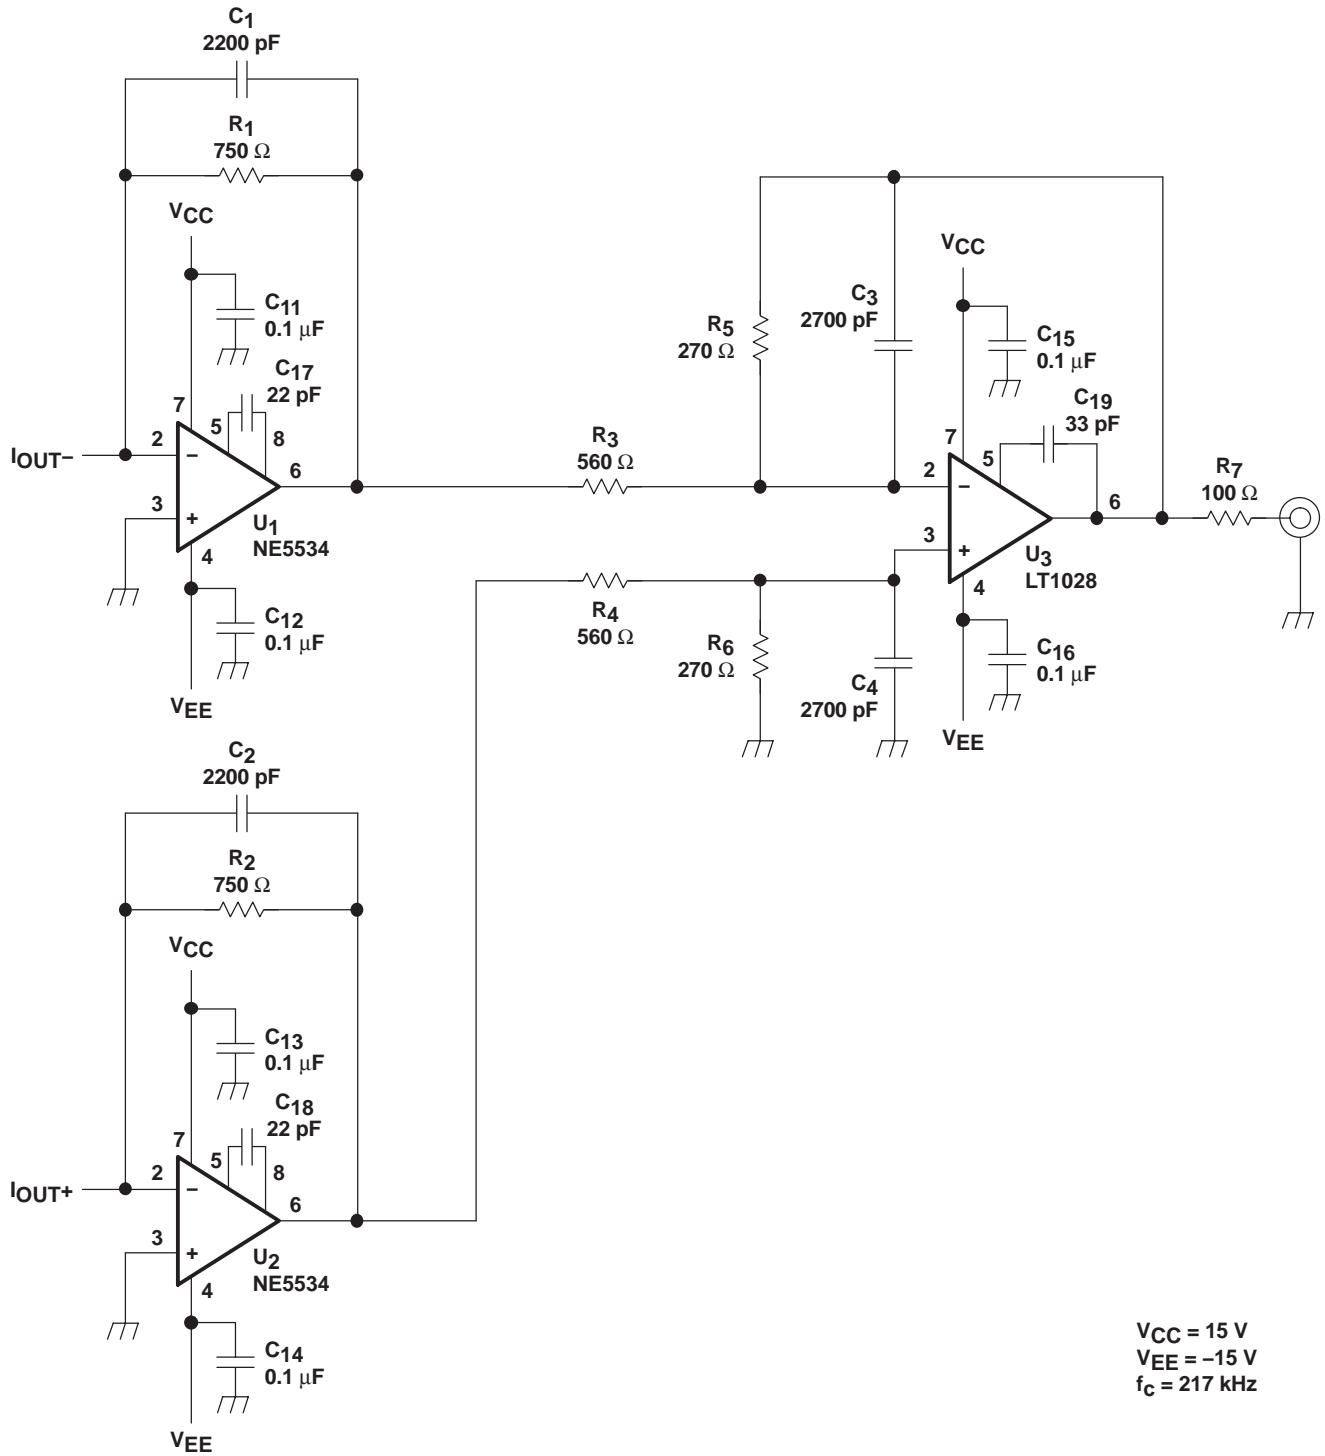 C1
2200 pF
R1
750 Ω
VCC
C11
0.1 μF
C17
22 pF
7
5
8
2
−
IOUT−
6
3
+
U1
NE5534
4
C12
0.1 μF
VEE
R3
560 Ω
R4
560 Ω
R5
270 Ω
C3
2700 pF
R6
270 Ω
C4
2700 pF
VCC
C15
0.1 μF
C19
33 pF
7
5
2
−
6
3
+
U3
LT1028
4
C16
0.1 μF
VEE
R7
100 Ω
C2
2200 pF
R2
750 Ω
VCC
C13
0.1 μF
C18
22 pF
7
5
8
2
−
IOUT+
6
3
+
U2
NE5534
4
C14
0.1 μF
VEE
VCC = 15 V
VEE = −15 V
fC = 217 kHz